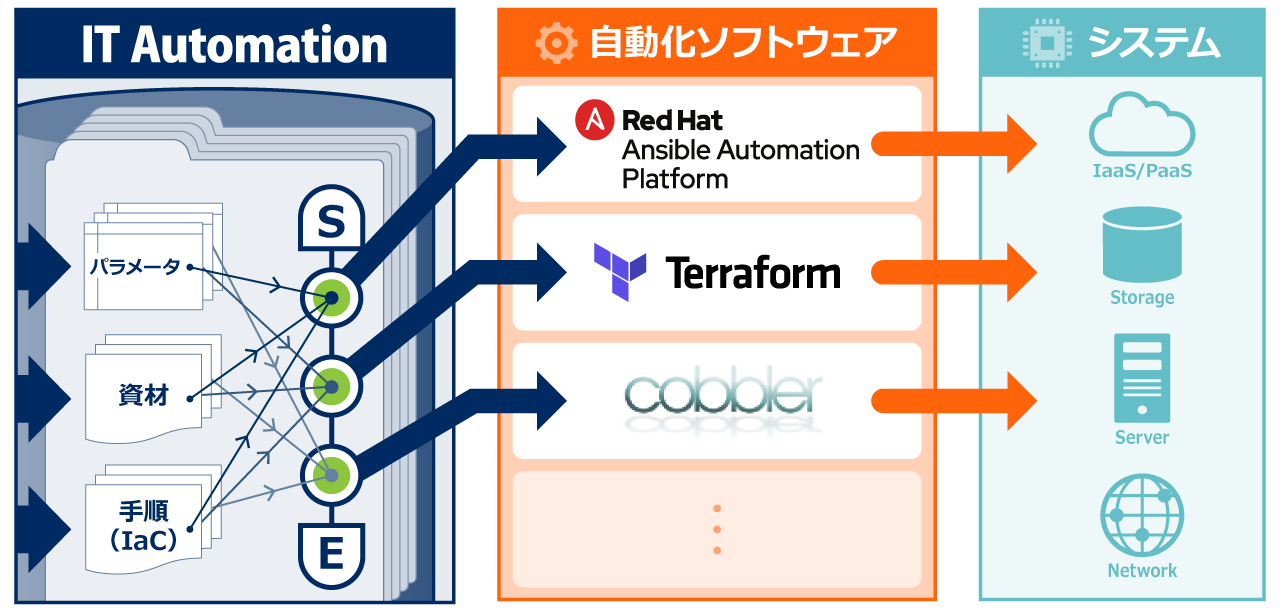 IT Automation
パラメータ
資材
手順
(IaC)
S
E
自動化ソフトウェア
Red Hat
Ansible Automation
Platform
Terraform
cobbler
システム
IaaS/PaaS
Storage
Server
Network